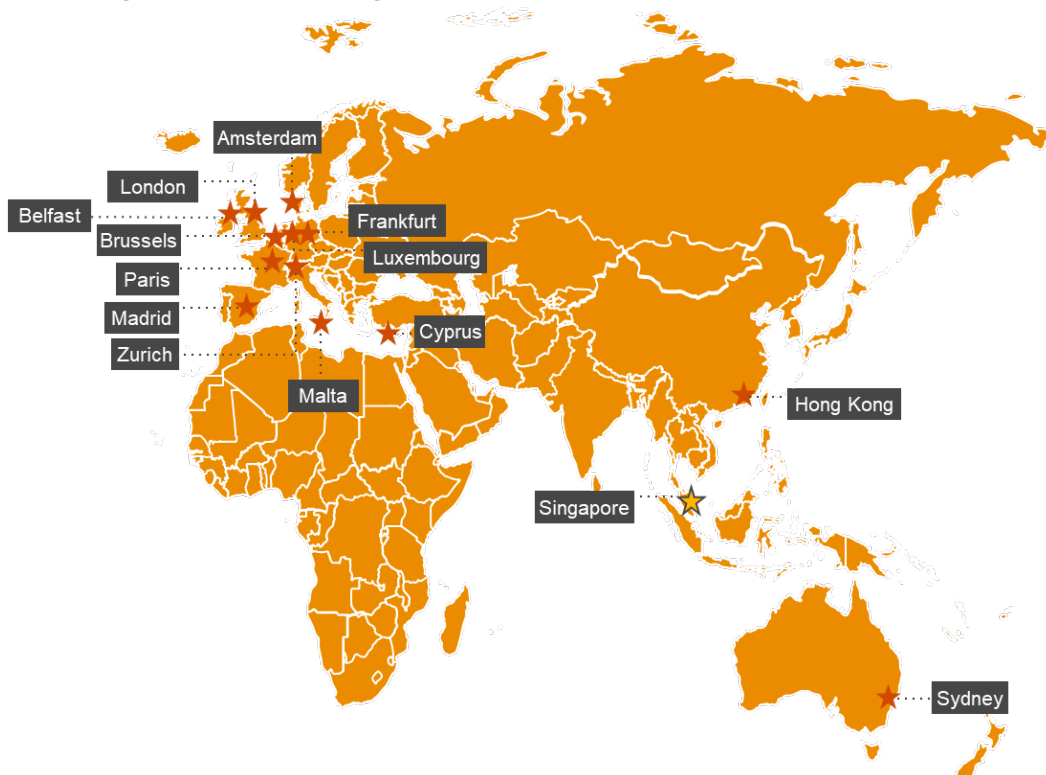 Amsterdam
London
Belfast
Frankfurt
Brussels
Luxembourg
Paris
Madrid
Cyprus
Zurich
Malta
Hong Kong
Singapore
Sydney